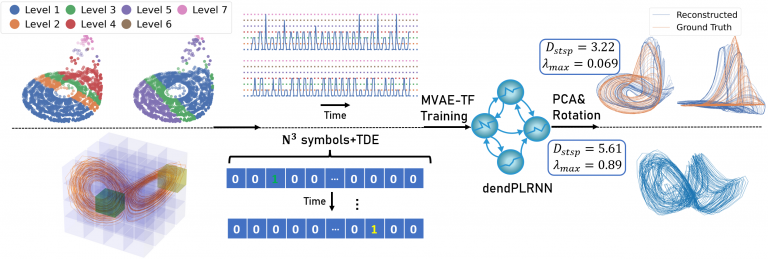 Level 1 Level 3 Level 5 Level 7
Level 2 Level 4 Level 6
Time
N³ symbols+TDE
0 0 1 0 0 ... 0 0 0 0
Time
⋮
0 0 0 0 0 ... 0 1 0 0
MVAE-TF
Training
dendPLRNN
PCA&
Rotation
D_{stsp} = 3.22
λ_{max} = 0.069
D_{stsp} = 5.61
λ_{max} = 0.89
Reconstructed
Ground Truth